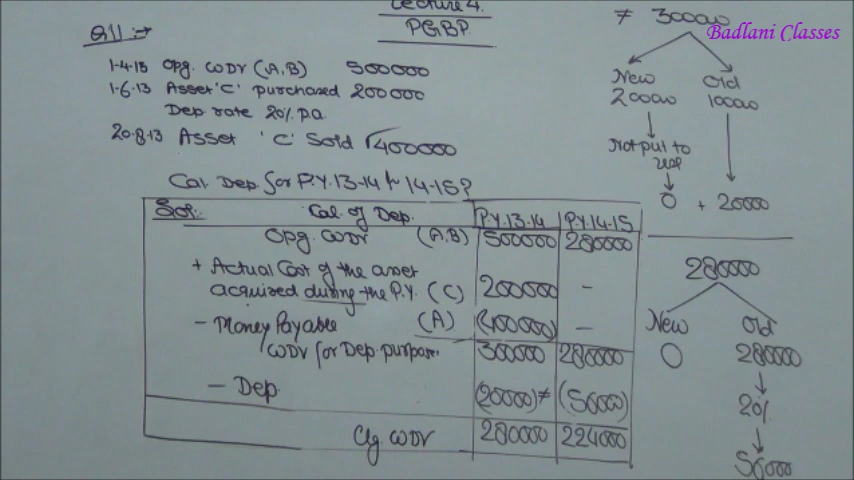 Lecture 4.
PGBP
Badlani Classes
Q11 :→
1-4-13 Opg. WDV (A,B) 500000
1-6-13 Asset 'C' purchased 200000
Dep rate 20% p.a.
20-8-13 Asset 'C' Sold 400000
Cal. Dep for P.Y. 13-14 & 14-15?
Sol:- Cal. of Dep. P.Y. 13-14 P.Y. 14-15
Opg. WDV (A,B) 500000 280000
+ Actual Cost of the asset
acquired during the P.Y. (C) 200000 -
- Money Payable (A) (400000) -
WDV for Dep. purpose. 300000 280000
- Dep (20000)≠ (56000)
Clg WDV 280000 224000
≠ 300000
New Old
200000 100000
Not put to
use
0 + 20000
280000
New Old
0 280000
20%
56000